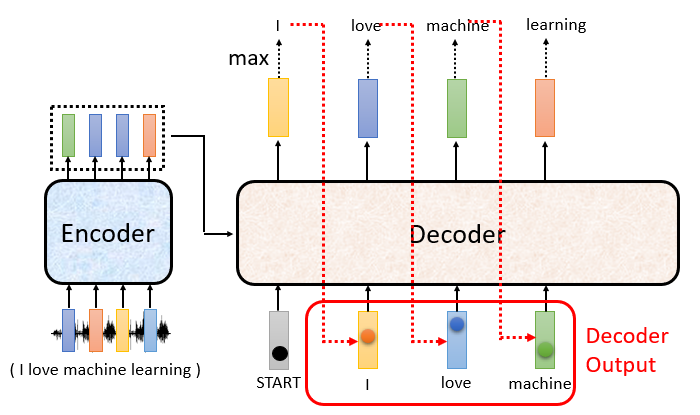 I love machine learning
max
Encoder
Decoder
( I love machine learning )
START I love machine
Decoder
Output